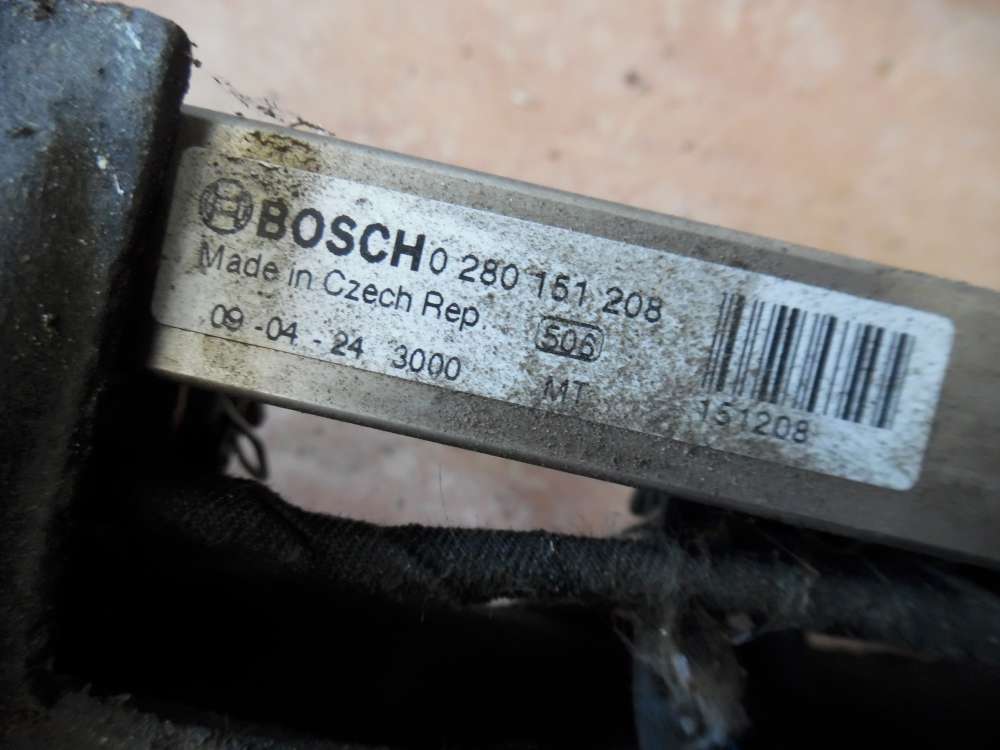 BOSCH 0 280 151 208
Made in Czech Rep.
506
09-04-24 3000
MT
151208